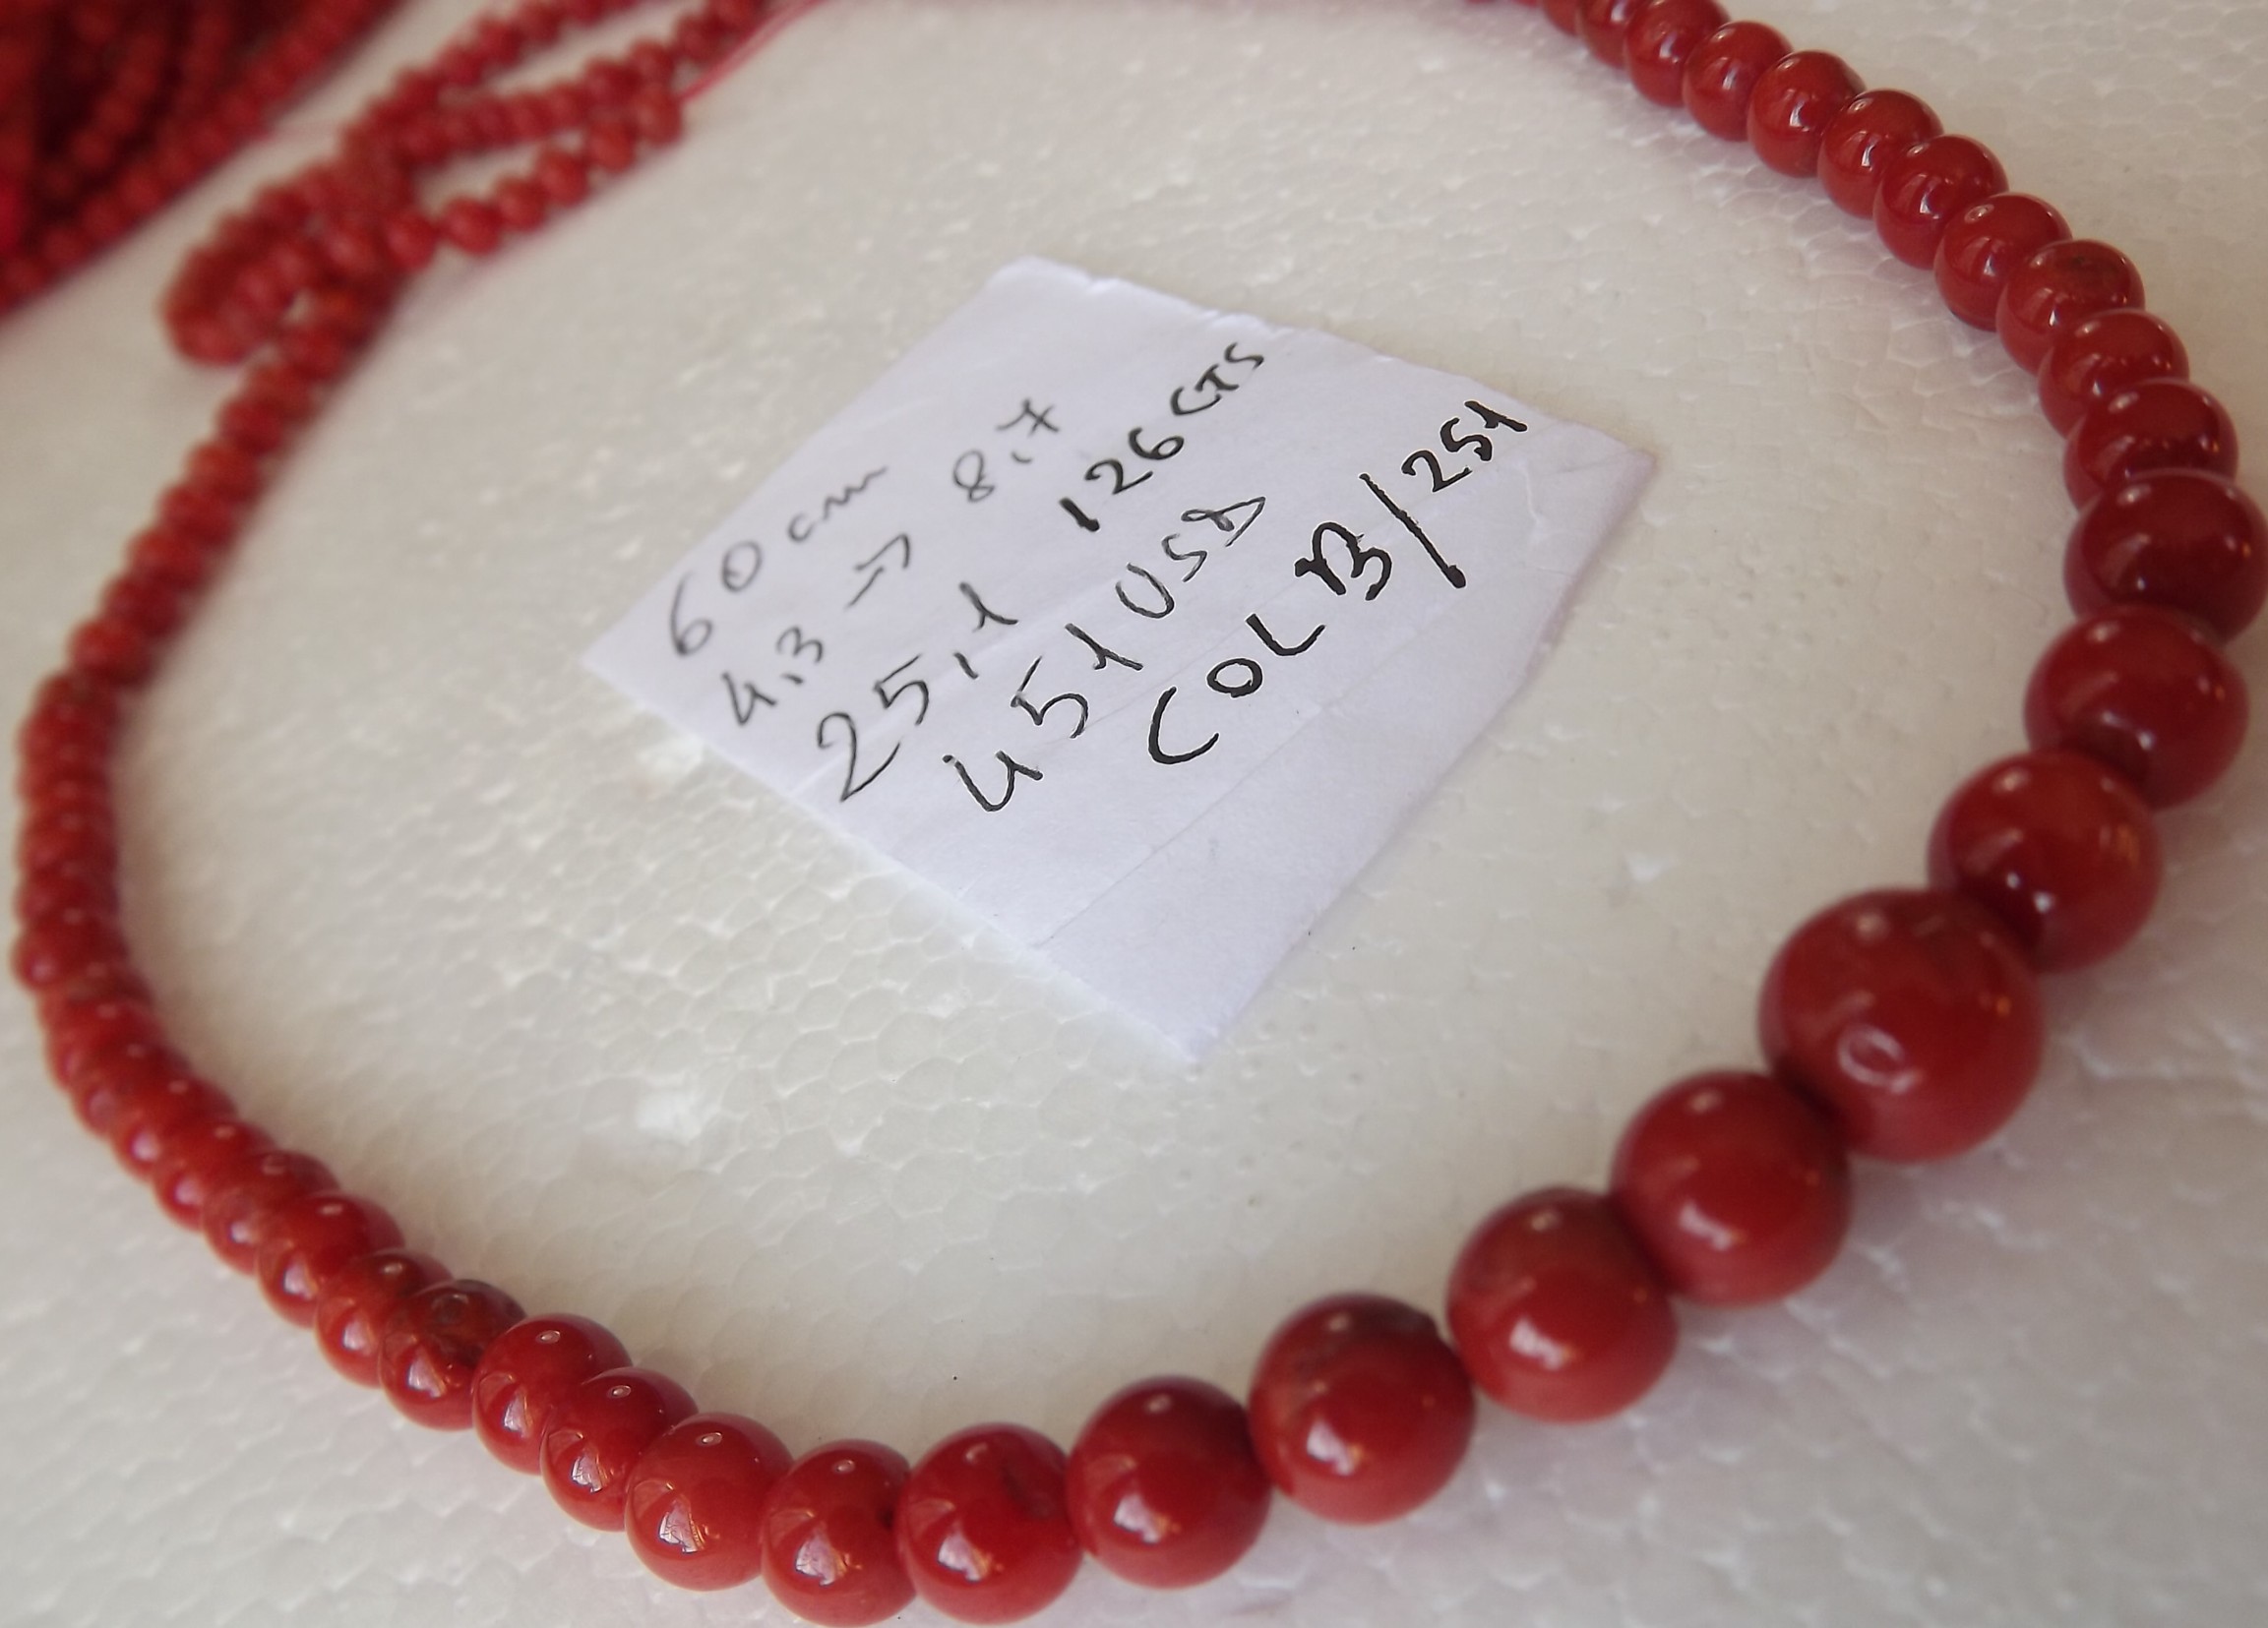 60 cm
4,3 → 8,7
25,1 126 CTS
451 USD
COL B/251